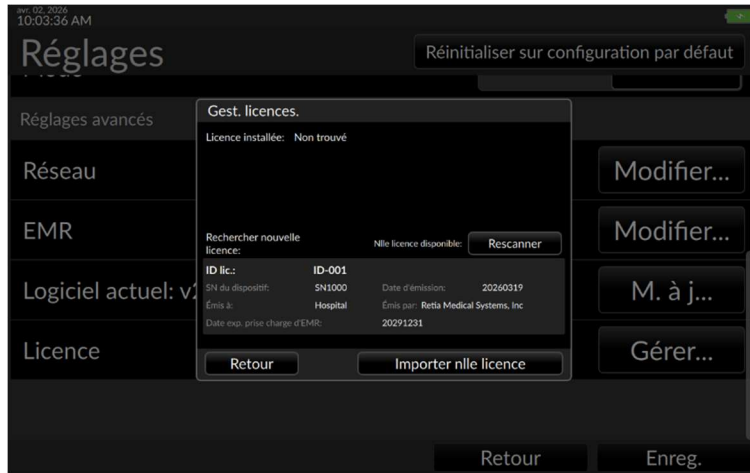 avr. 02, 2026
10:03:36 AM
Réglages
Réinitialiser sur configuration par défaut
Réglages avancés
Gest. licences.
Licence installée: Non trouvé
Réseau
Modifier...
EMR
Modifier...
Rechercher nouvelle
licence:
Nlle licence disponible:
Rescanner
ID lic.: ID-001
SN du dispositif: SN1000 Date d'émission: 20260319
Émis à: Hospital Émis par: Retia Medical Systems, Inc
Date exp. prise charge d'EMR: 20291231
Logiciel actuel:
M. à j...
Licence
Gérer...
Retour
Importer nlle licence
Retour
Enreg.